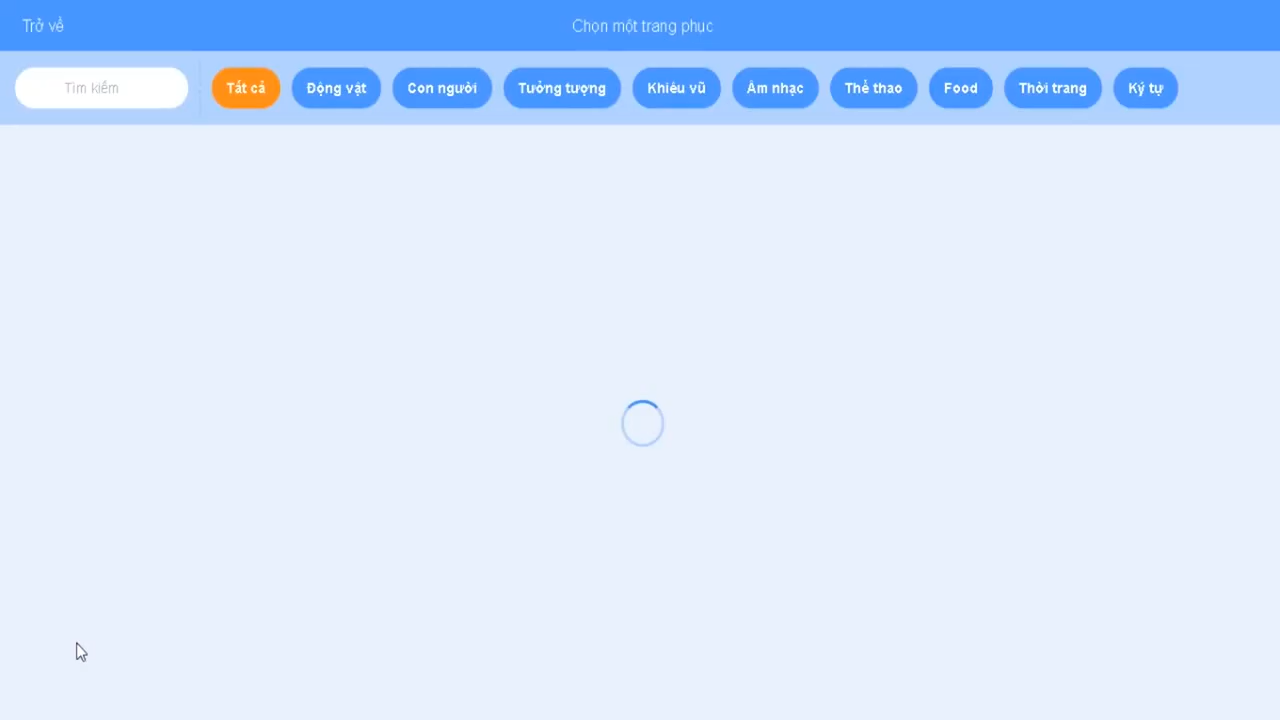 Trở về
Chọn một trang phục
Tìm kiếm
Tất cả
Động vật
Con người
Tưởng tượng
Khiêu vũ
Âm nhạc
Thể thao
Food
Thời trang
Ký tự